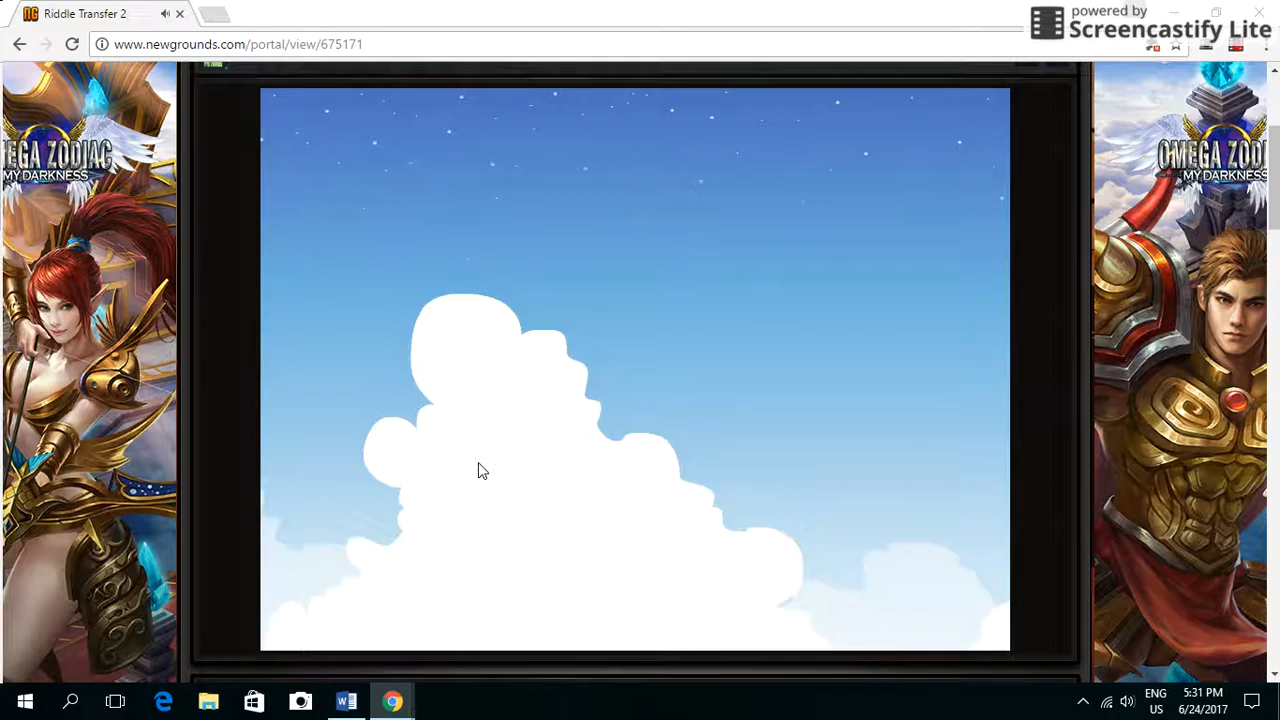 Riddle Transfer 2
powered by
Screencastify Lite
www.newgrounds.com/portal/view/675171
OMEGA ZODIAC
MY DARKNESS
OMEGA ZODI
MY DARKNESS
ENG
US
5:31 PM
6/24/2017